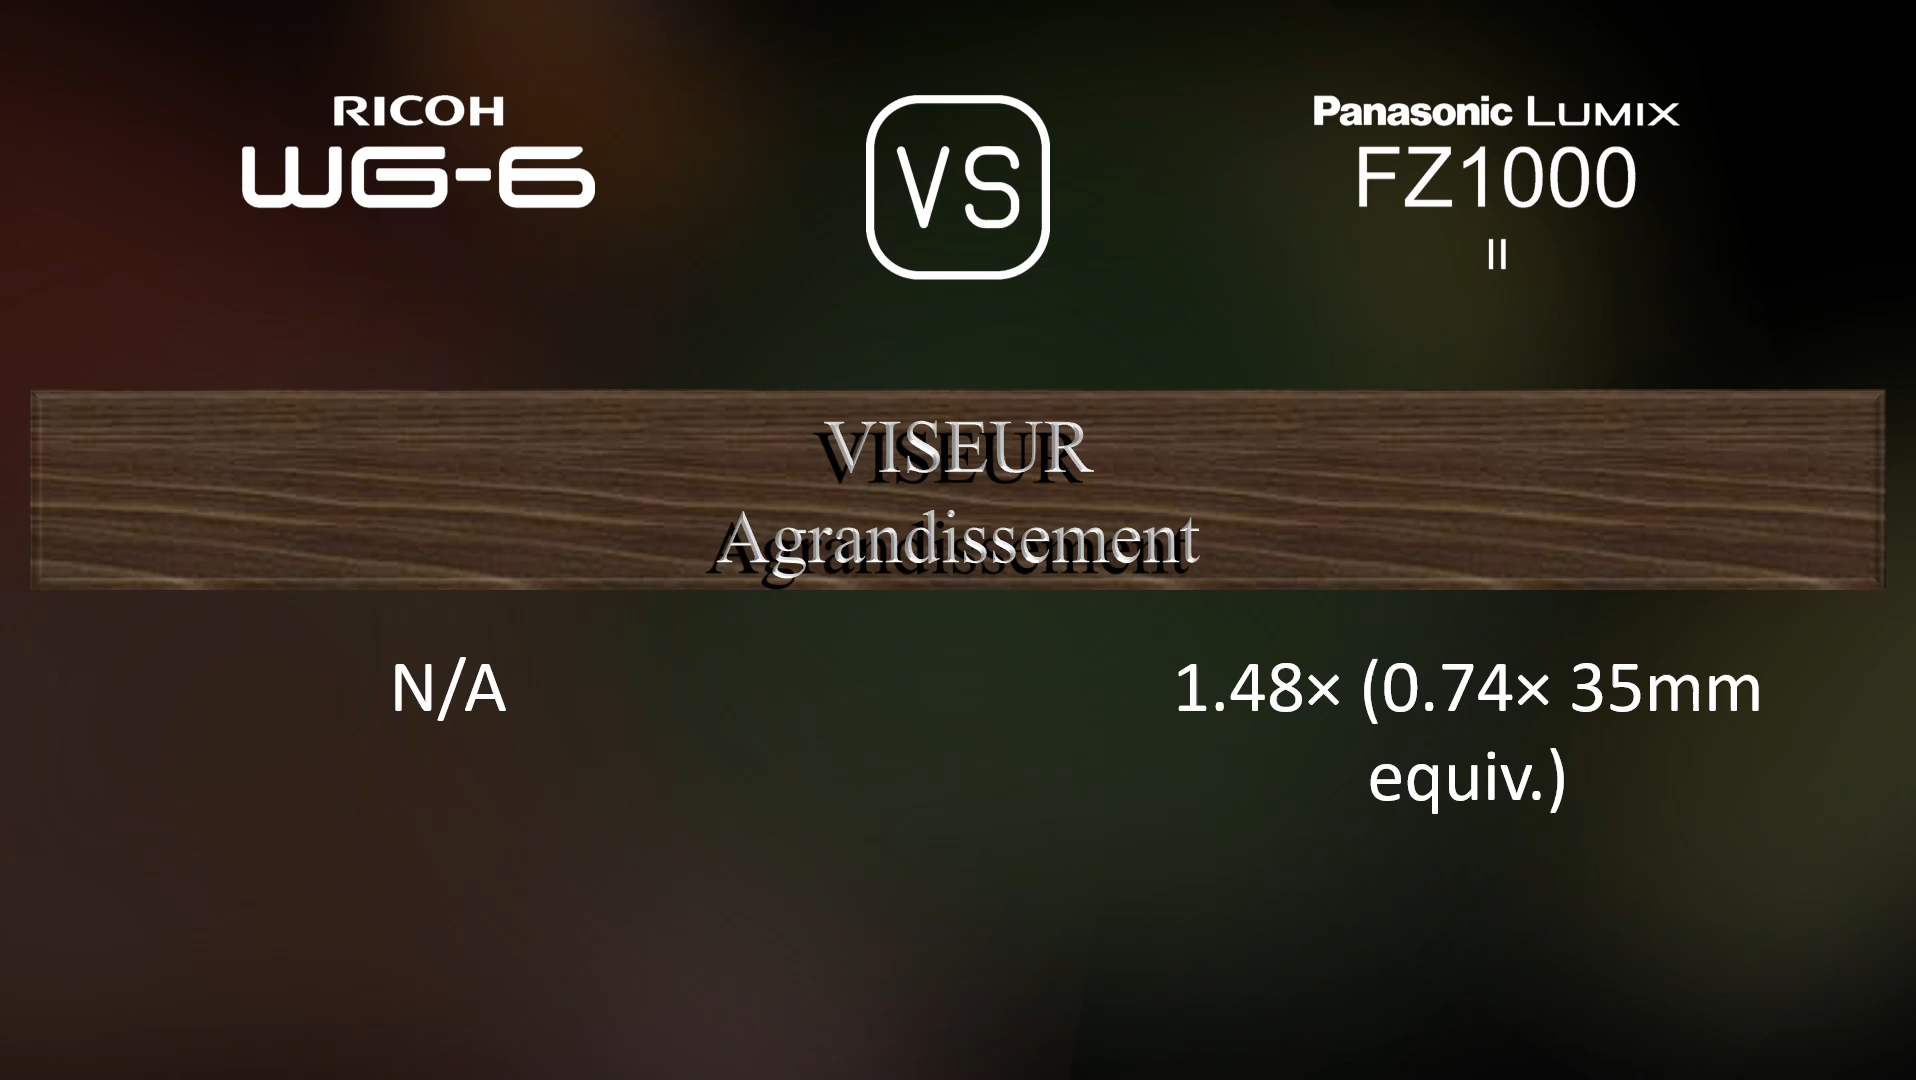 RICOH
WG-6
VS
Panasonic LUMIX
FZ1000
II
VISEUR
Agrandissement
N/A
1.48× (0.74× 35mm
equiv.)